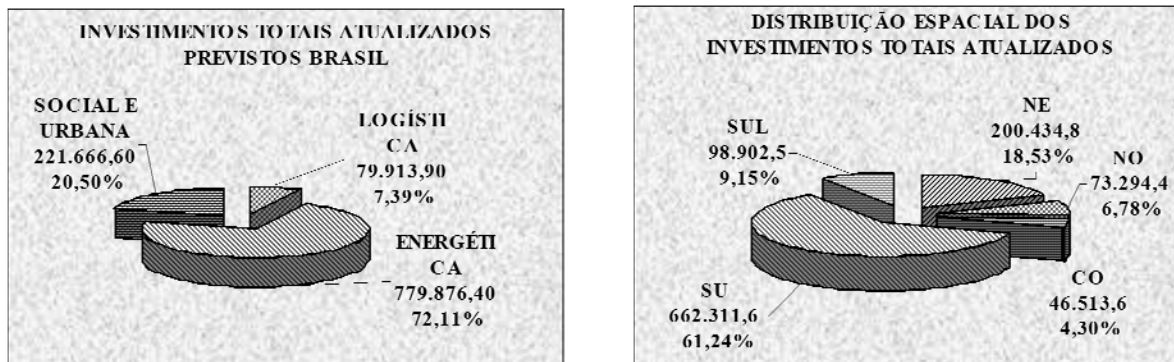 INVESTIMENTOS TOTAIS ATUALIZADOS
PREVISTOS BRASIL
SOCIAL E
URBANA
221.666,60
20,50%
LOGÍSTI
CA
79.913,90
7,39%
ENERGÉTI
CA
779.876,40
72,11%
DISTRIBUIÇÃO ESPACIAL DOS
INVESTIMENTOS TOTAIS ATUALIZADOS
SUL
98.902,5
9,15%
NE
200.434,8
18,53%
NO
73.294,4
6,78%
CO
46.513,6
4,30%
SU
662.311,6
61,24%